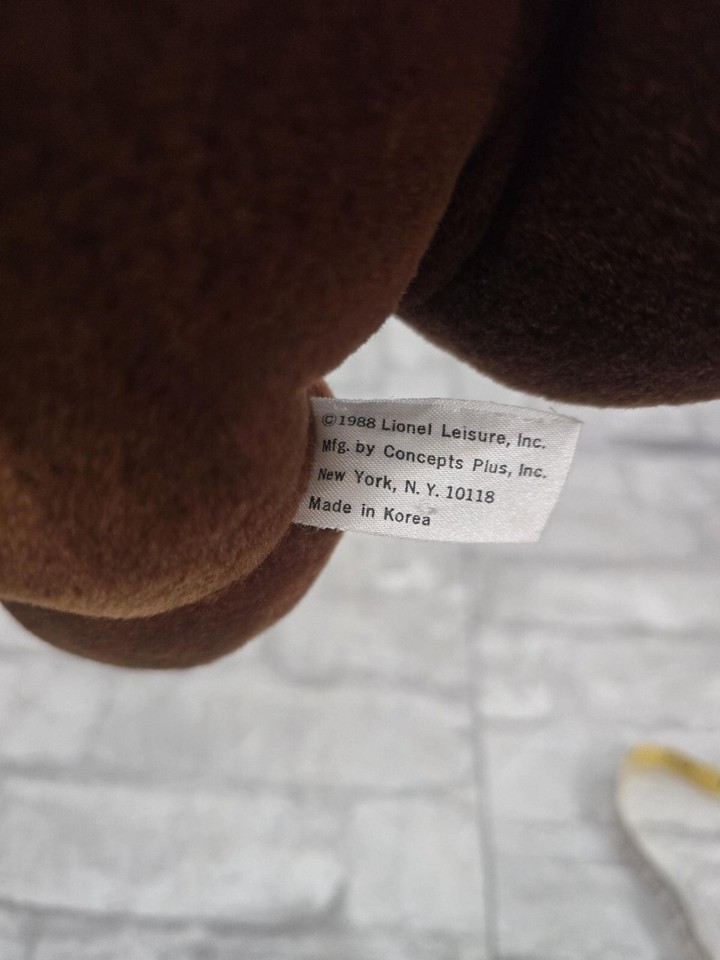 ©1988 Lionel Leisure, Inc.
Mfg. by Concepts Plus, Inc.
New York, N. Y. 10118
Made in Korea